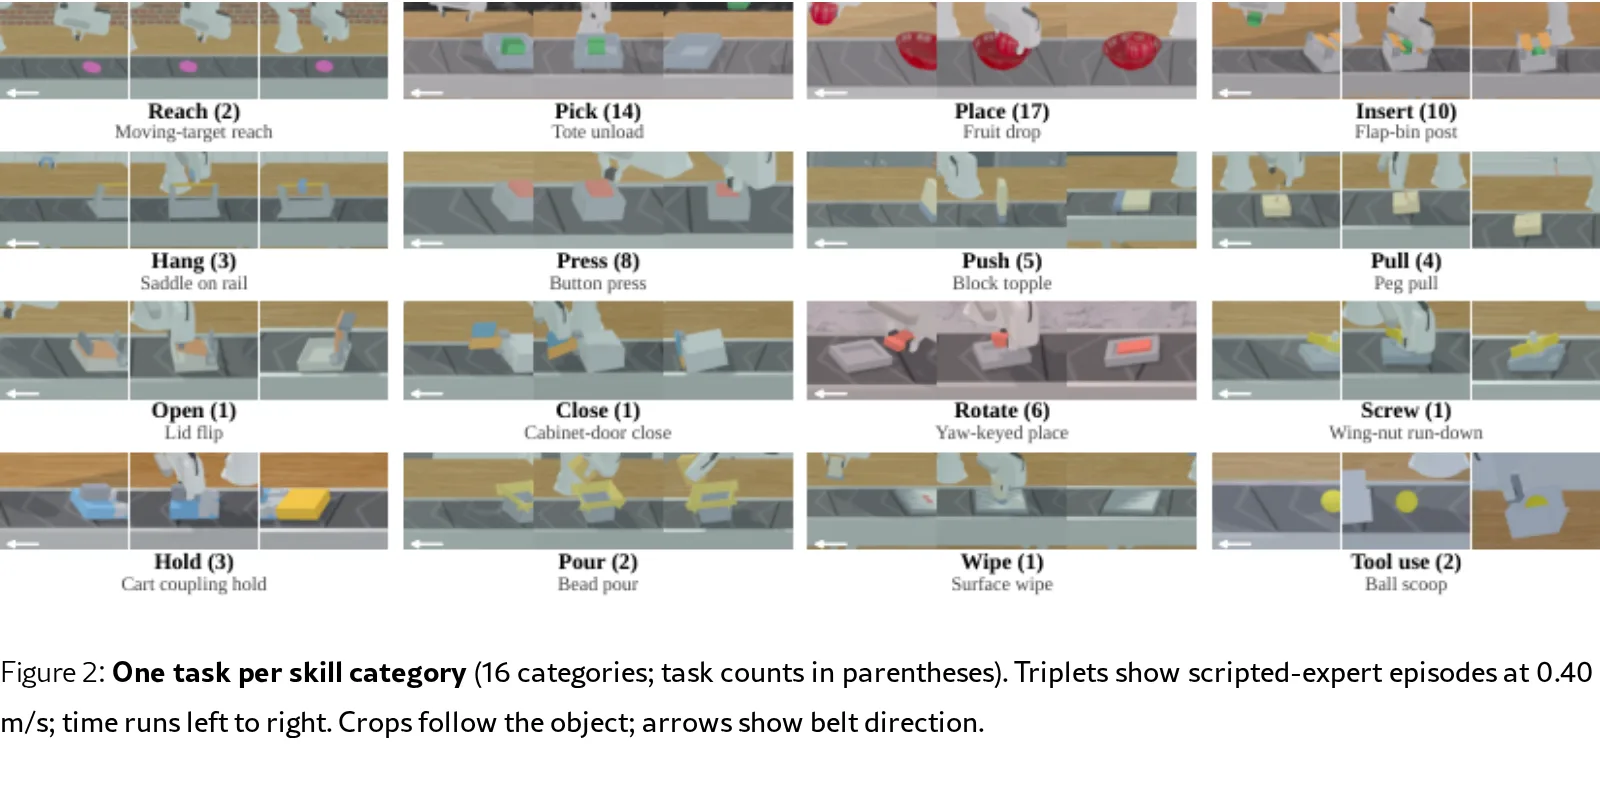 Reach (2)
Moving-target reach
Pick (14)
Tote unload
Place (17)
Fruit drop
Insert (10)
Flap-bin post
Hang (3)
Saddle on rail
Press (8)
Button press
Push (5)
Block topple
Pull (4)
Peg pull
Open (1)
Lid flip
Close (1)
Cabinet-door close
Rotate (6)
Yaw-keyed place
Screw (1)
Wing-nut run-down
Hold (3)
Cart coupling hold
Pour (2)
Bead pour
Wipe (1)
Surface wipe
Tool use (2)
Ball scoop
Figure 2: One task per skill category (16 categories; task counts in parentheses). Triplets show scripted-expert episodes at 0.40
m/s; time runs left to right. Crops follow the object; arrows show belt direction.